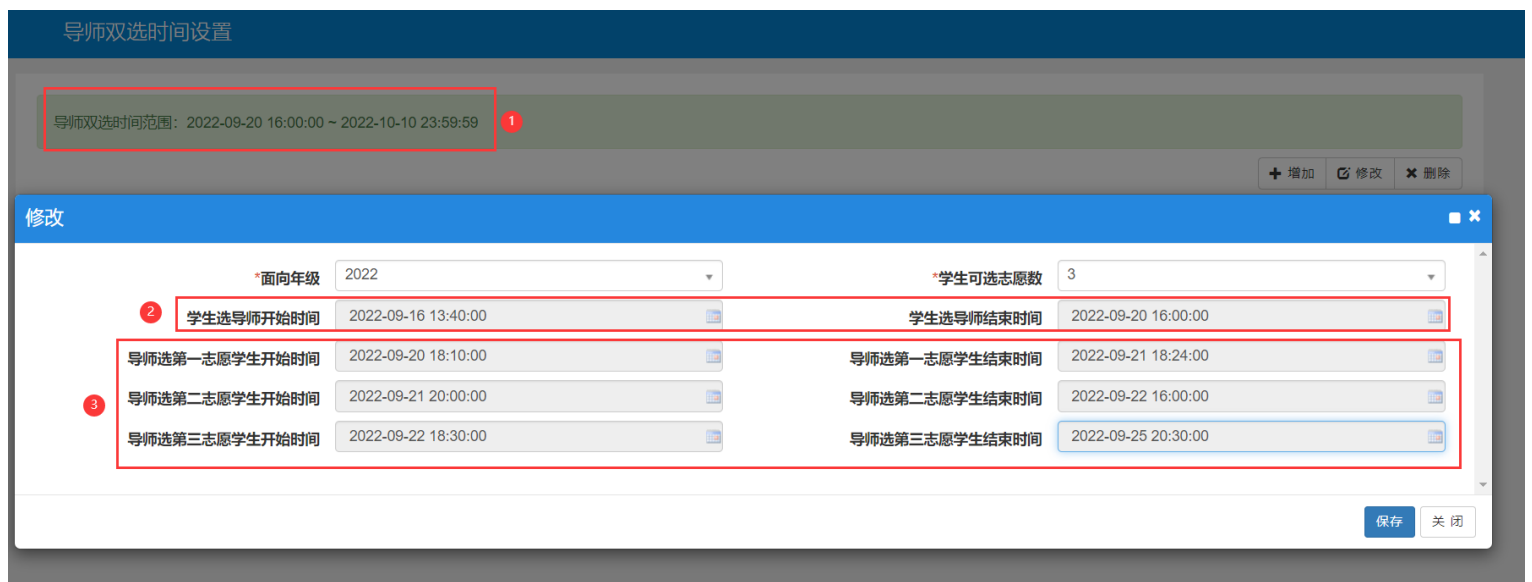 导师双选时间设置
导师双选时间范围：2022-09-20 16:00:00 ~ 2022-10-10 23:59:59 1
增加 修改 删除
修改
*面向年级 2022 *学生可选志愿数 3
2 学生选导师开始时间 2022-09-16 13:40:00 学生选导师结束时间 2022-09-20 16:00:00
导师选第一志愿学生开始时间 2022-09-20 18:10:00 导师选第一志愿学生结束时间 2022-09-21 18:24:00
3 导师选第二志愿学生开始时间 2022-09-21 20:00:00 导师选第二志愿学生结束时间 2022-09-22 16:00:00
导师选第三志愿学生开始时间 2022-09-22 18:30:00 导师选第三志愿学生结束时间 2022-09-25 20:30:00
保存 关闭